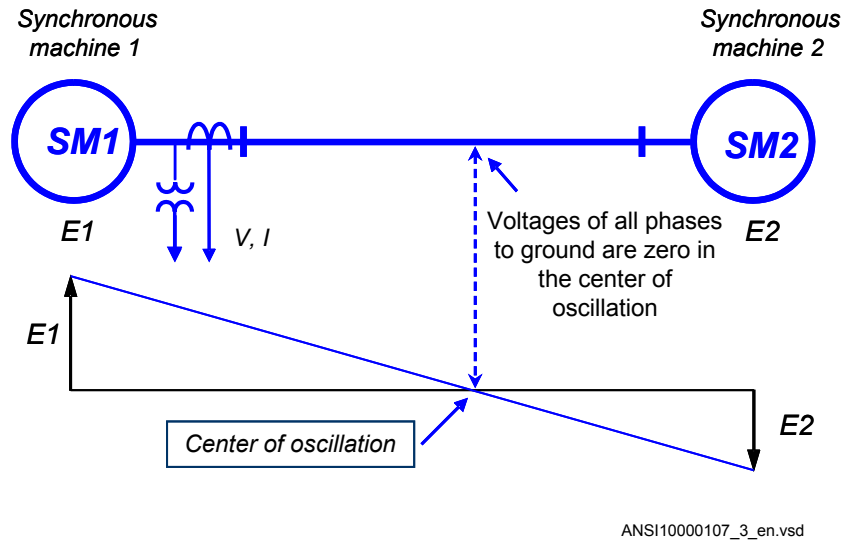 Synchronous
machine 1
Synchronous
machine 2
SM1
SM2
E1
V, I
Voltages of all phases
to ground are zero in
the center of
oscillation
E2
E1
Center of oscillation
E2
ANSI10000107_3_en.vsd